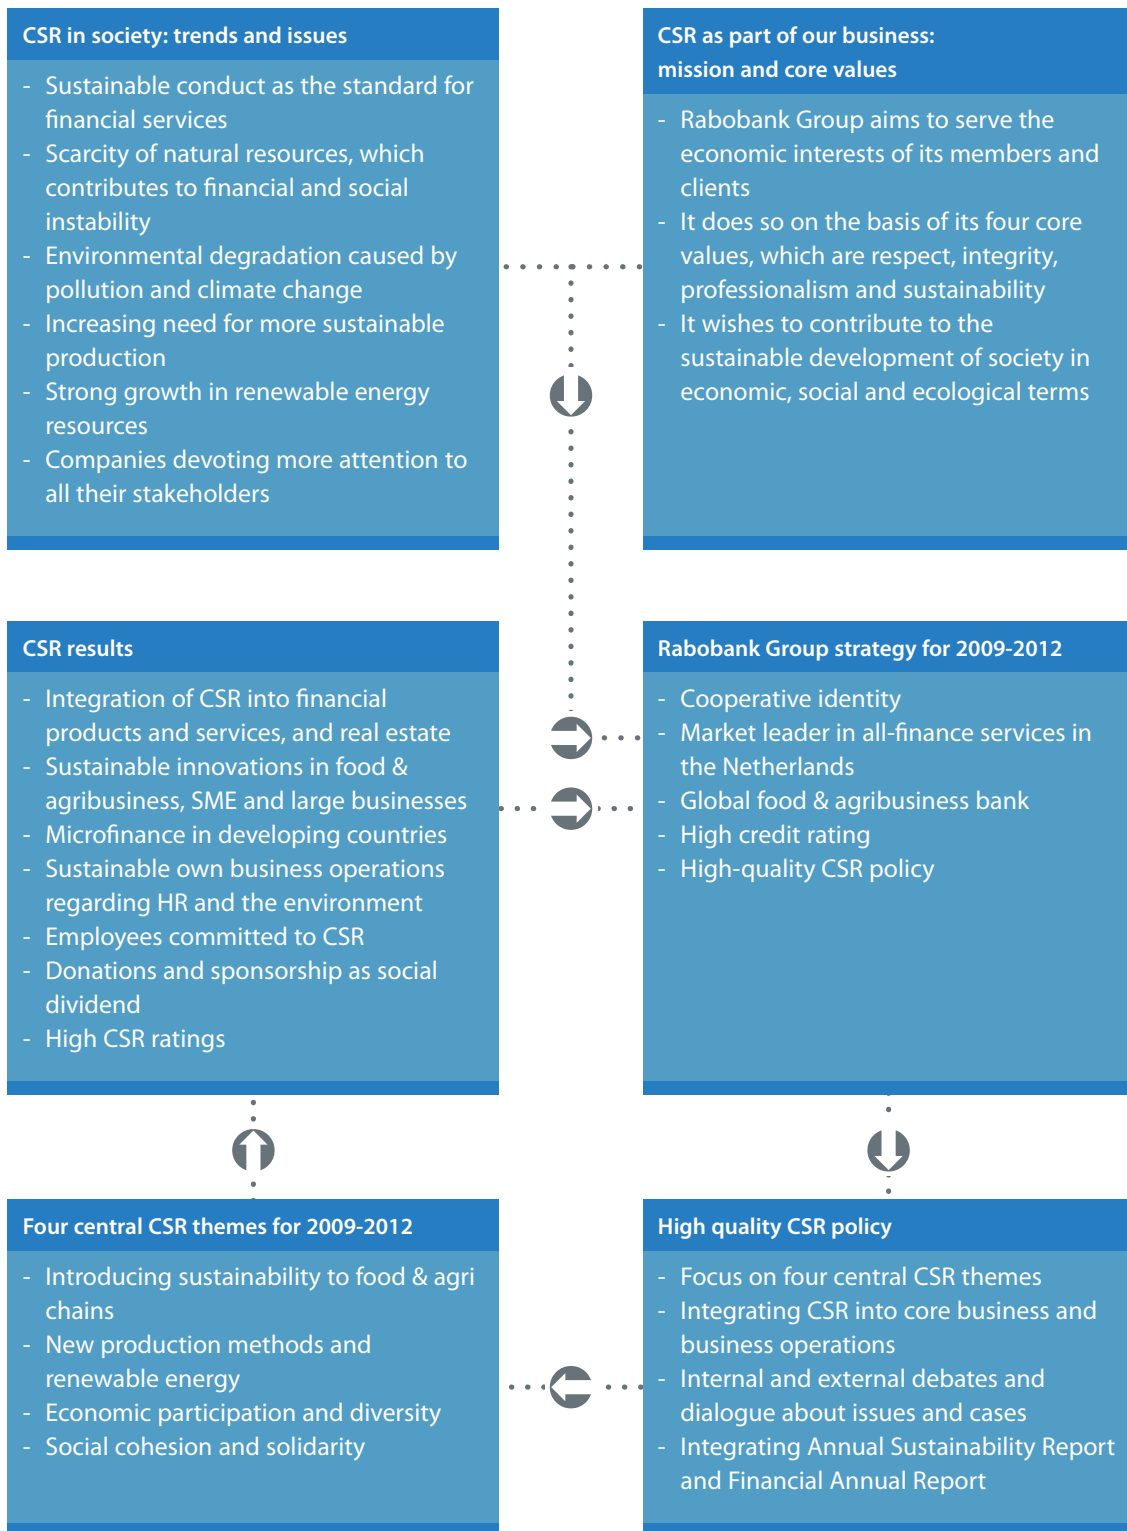 CSR in society: trends and issues
- Sustainable conduct as the standard for
financial services
- Scarcity of natural resources, which
contributes to financial and social
instability
- Environmental degradation caused by
pollution and climate change
- Increasing need for more sustainable
production
- Strong growth in renewable energy
resources
- Companies devoting more attention to
all their stakeholders
CSR as part of our business:
mission and core values
- Rabobank Group aims to serve the
economic interests of its members and
clients
- It does so on the basis of its four core
values, which are respect, integrity,
professionalism and sustainability
- It wishes to contribute to the
sustainable development of society in
economic, social and ecological terms
CSR results
- Integration of CSR into financial
products and services, and real estate
- Sustainable innovations in food &
agribusiness, SME and large businesses
- Microfinance in developing countries
- Sustainable own business operations
regarding HR and the environment
- Employees committed to CSR
- Donations and sponsorship as social
dividend
- High CSR ratings
Rabobank Group strategy for 2009-2012
- Cooperative identity
- Market leader in all-finance services in
the Netherlands
- Global food & agribusiness bank
- High credit rating
- High-quality CSR policy
Four central CSR themes for 2009-2012
- Introducing sustainability to food & agri
chains
- New production methods and
renewable energy
- Economic participation and diversity
- Social cohesion and solidarity
High quality CSR policy
- Focus on four central CSR themes
- Integrating CSR into core business and
business operations
- Internal and external debates and
dialogue about issues and cases
- Integrating Annual Sustainability Report
and Financial Annual Report